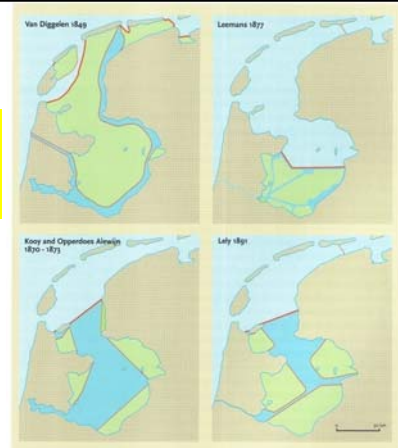 Van Diggelen 1849
Leemans 1877
Kooy and Opperdoes Alewijn
1870 - 1873
Lely 1891